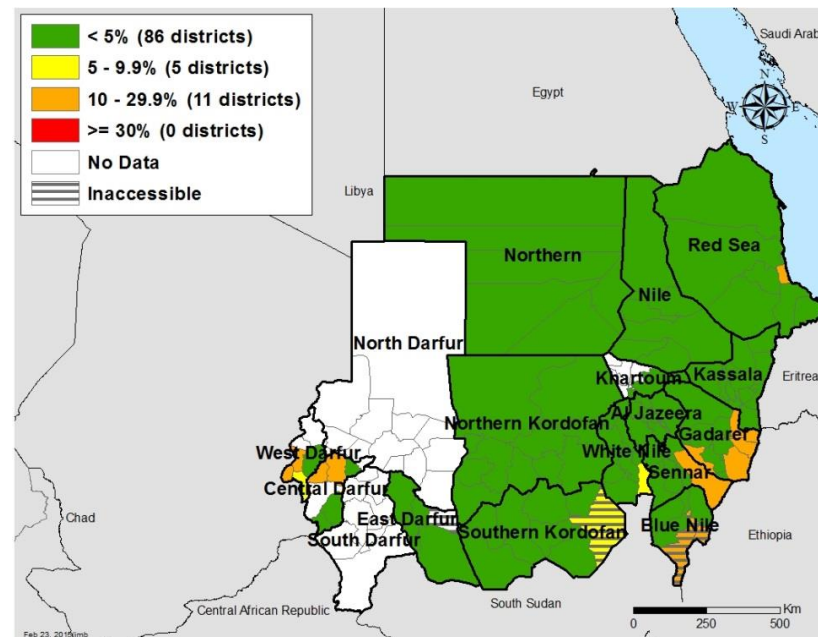 < 5% (86 districts)
5 - 9.9% (5 districts)
10 - 29.9% (11 districts)
>= 30% (0 districts)
No Data
Inaccessible
Saudi Arab
Egypt
N
N
W
E
S
Libya
Red Sea
Northern
Nile
North Darfur
Eritrea
Khartoum
Kassala
Northern Kordofan
Al Jazeera
Gadaref
West Darfur
White Nile
Sennar
Central Darfur
Chad
East Darfur
Southern Kordofan
Blue Nile
South Darfur
Ethiopia
Central African Republic
South Sudan
Km
0 250 500
Feb 23, 2015